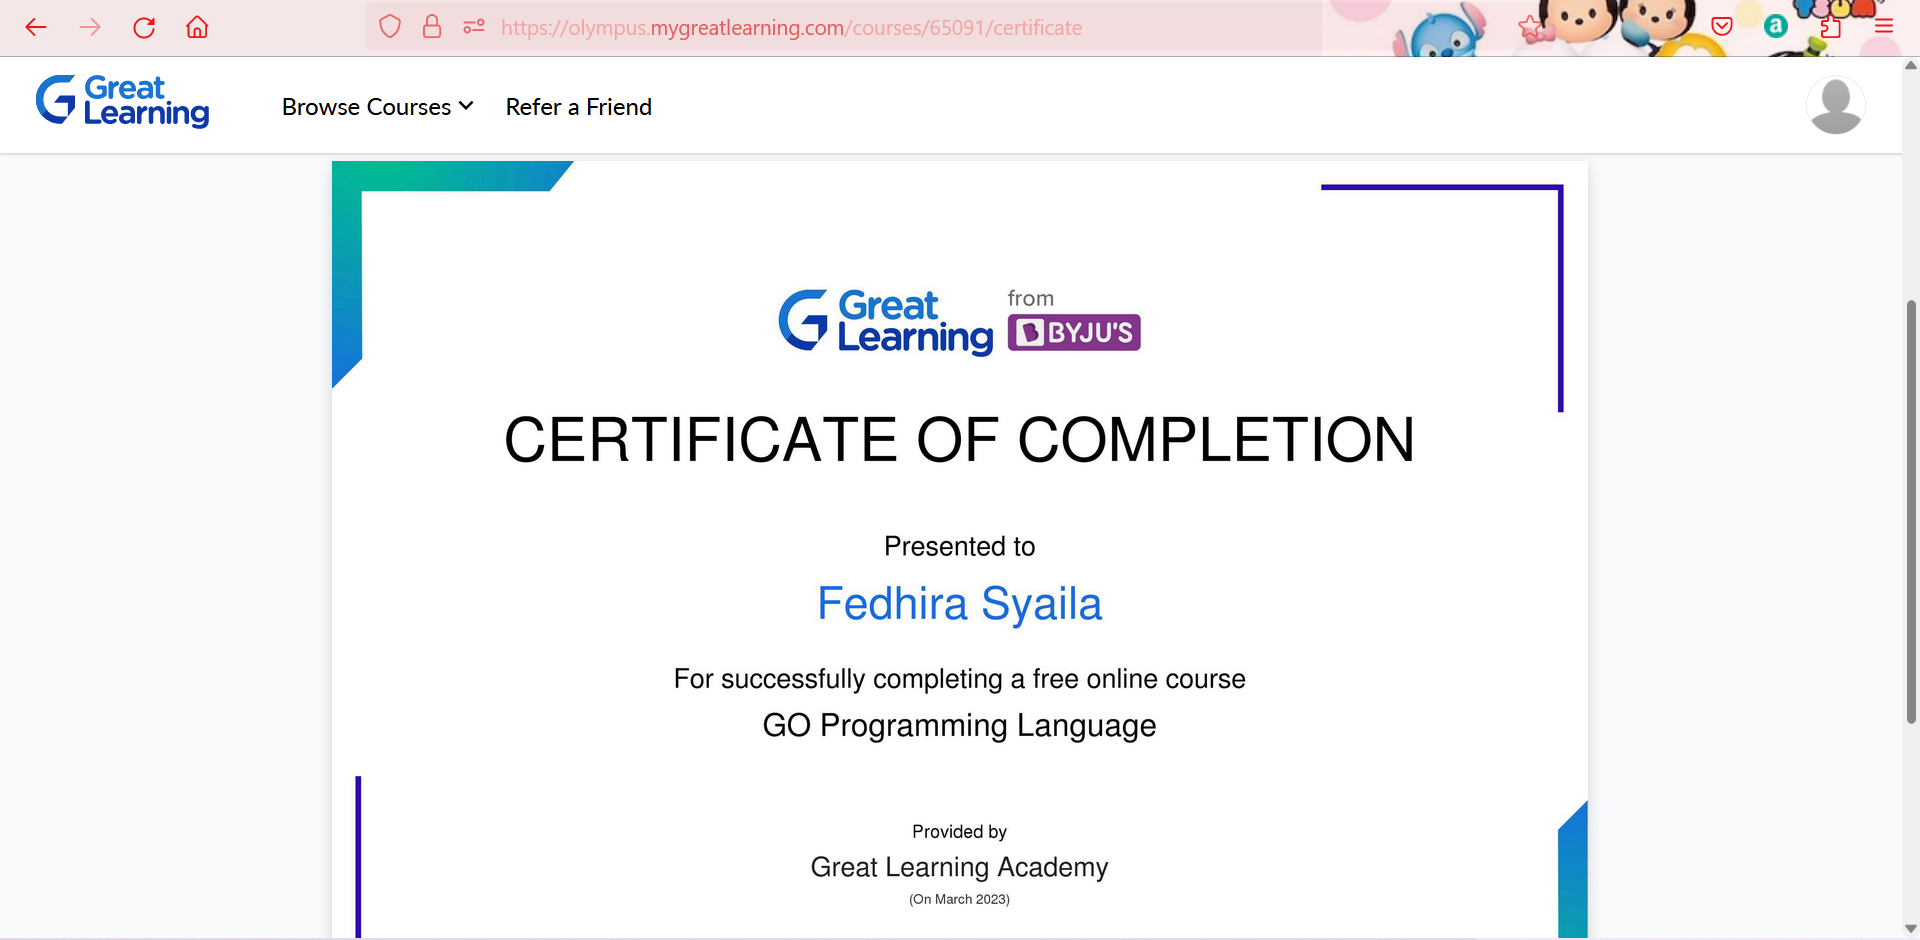 https://olympus.mygreatlearning.com/courses/65091/certificate
Great Learning
Browse Courses
Refer a Friend
Great Learning
from
BYJU'S
CERTIFICATE OF COMPLETION
Presented to
Fedhira Syaila
For successfully completing a free online course
GO Programming Language
Provided by
Great Learning Academy
(On March 2023)